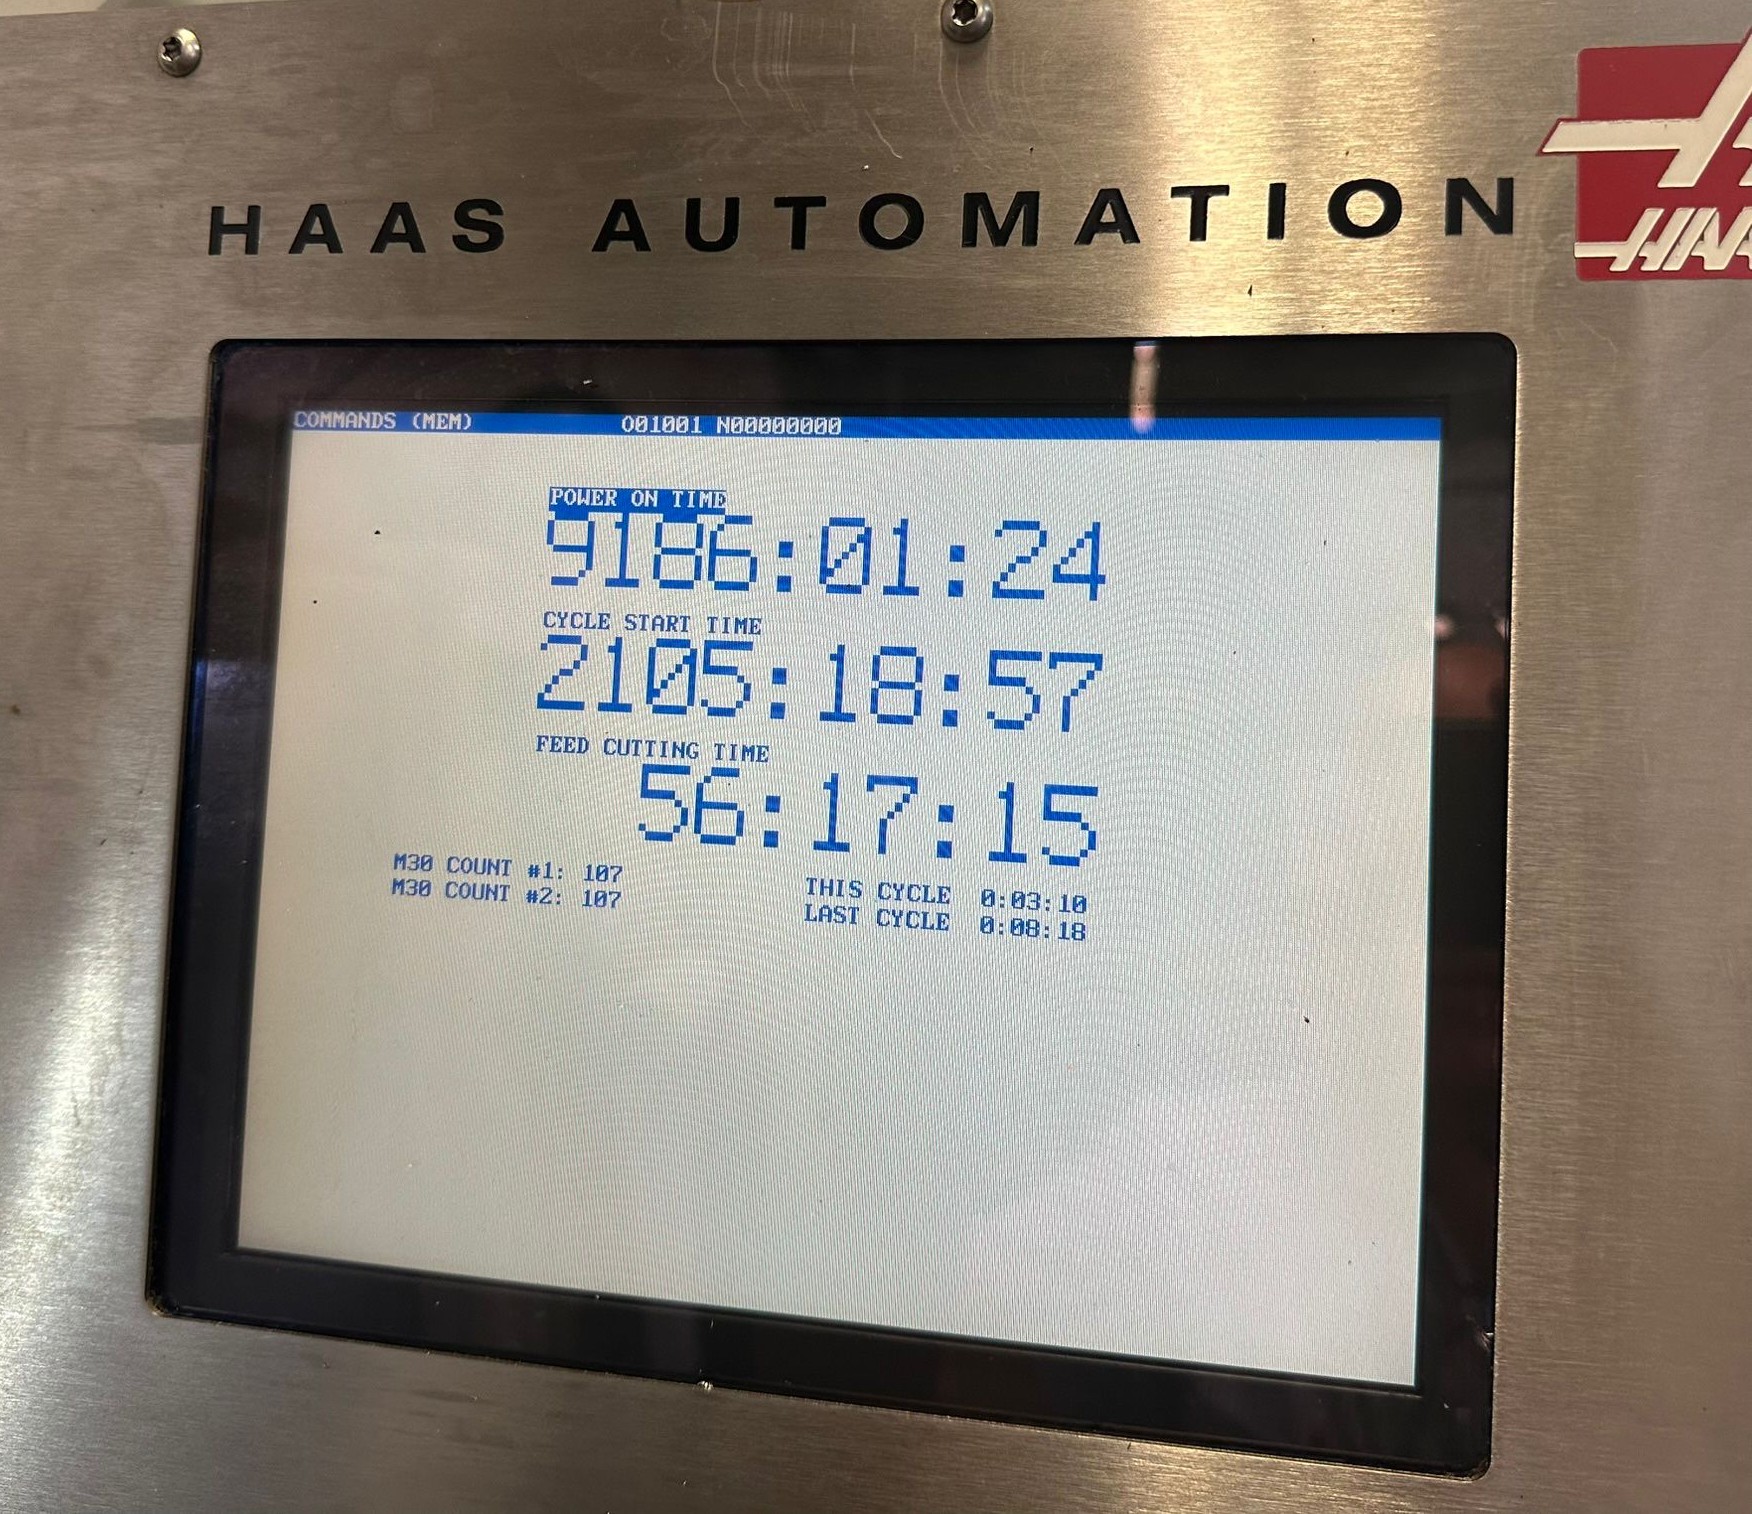 HAAS AUTOMATION
HAA
COMMANDS (MEM) O01001 N00000000
POWER ON TIME
9186:01:24
CYCLE START TIME
2105:18:57
FEED CUTTING TIME
56:17:15
M30 COUNT #1: 107
M30 COUNT #2: 107
THIS CYCLE 0:03:10
LAST CYCLE 0:08:18